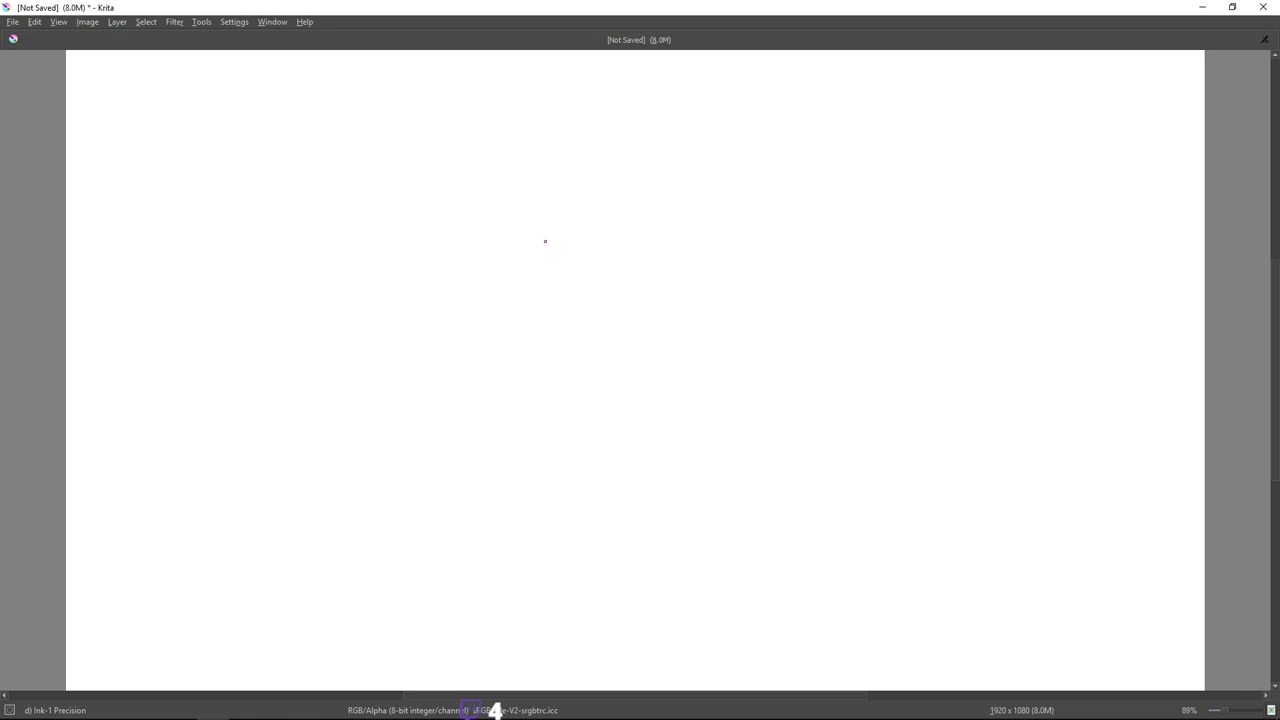 [Not Saved] (8.0M) * - Krita
File Edit View Image Layer Select Filter Tools Settings Window Help
[Not Saved] (8.0M)
d) Ink-1 Precision RGB/Alpha (8-bit integer/channel) 4 1920 x 1080 (8.0M) 89%